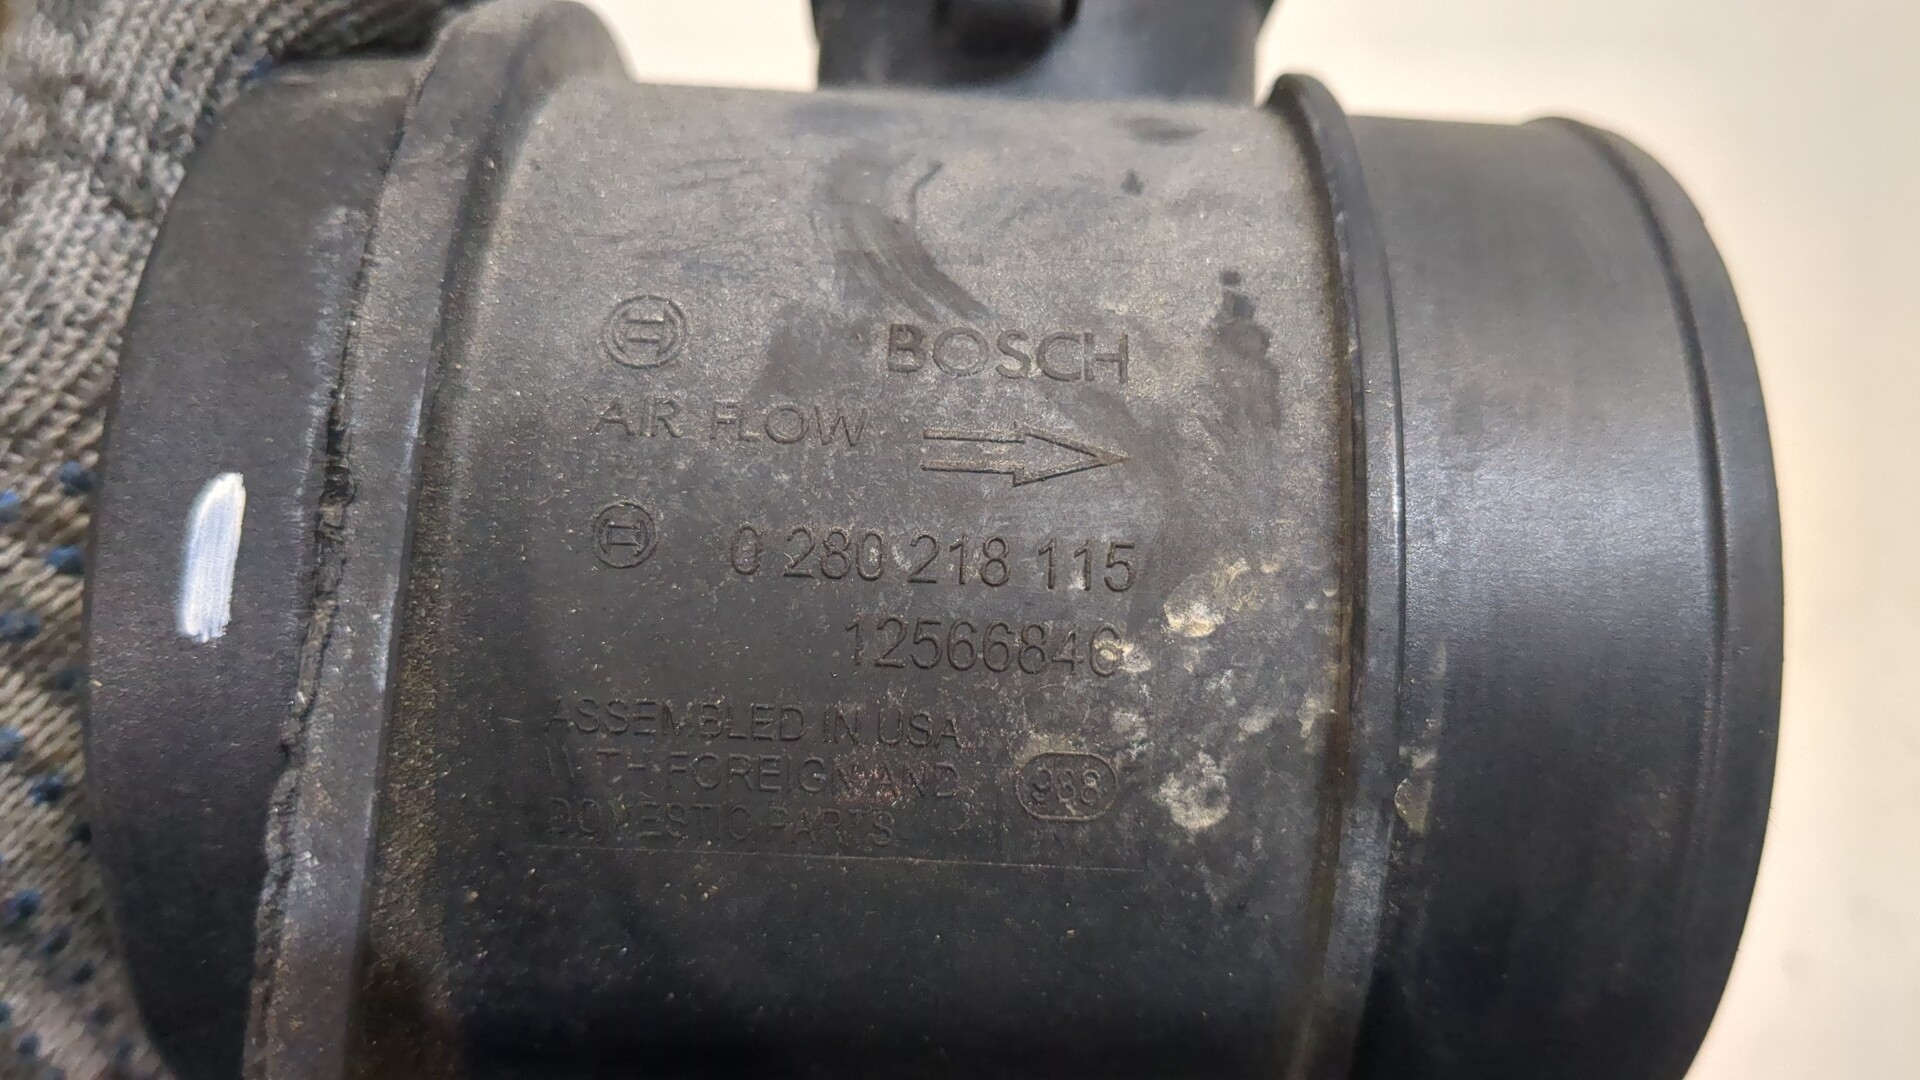 BOSCH
AIR FLOW
0 280 218 115
12566846
ASSEMBLED IN USA
WITH FOREIGN AND
DOMESTIC PARTS
988